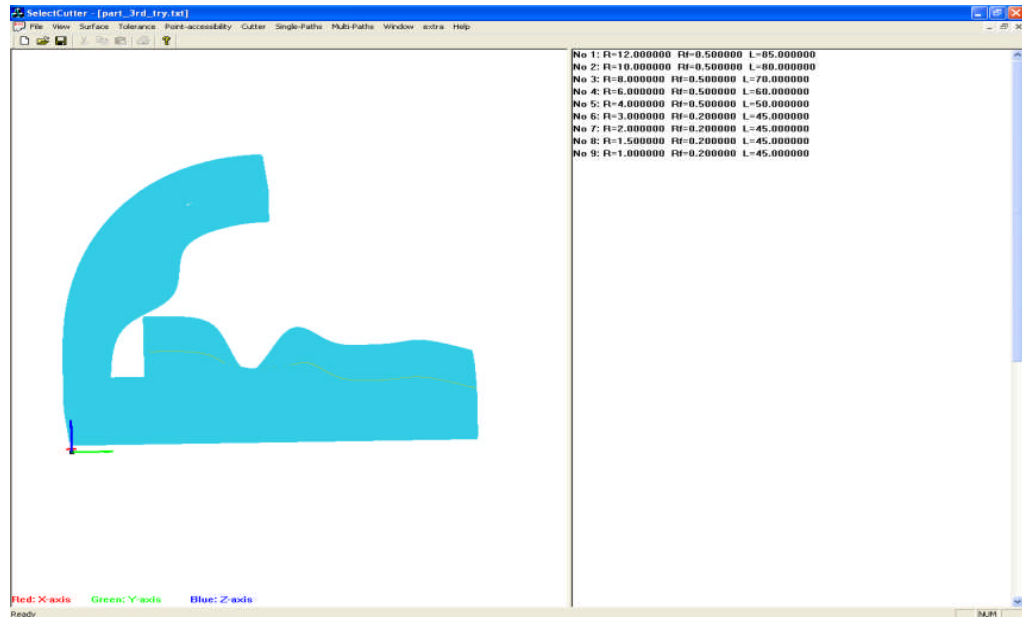 SelectCutter - [part_3rd_try.txt]
File View Surface Tolerance Point-accessibility Cutter Single-Paths Multi-Paths Window extra Help
No 1: R=12.000000 Rf=0.500000 L=85.000000
No 2: R=10.000000 Rf=0.500000 L=80.000000
No 3: R=8.000000 Rf=0.500000 L=70.000000
No 4: R=6.000000 Rf=0.500000 L=60.000000
No 5: R=4.000000 Rf=0.500000 L=50.000000
No 6: R=3.000000 Rf=0.200000 L=45.000000
No 7: R=2.000000 Rf=0.200000 L=45.000000
No 8: R=1.500000 Rf=0.200000 L=45.000000
No 9: R=1.000000 Rf=0.200000 L=45.000000
Red: X-axis Green: Y-axis Blue: Z-axis
Ready NUM